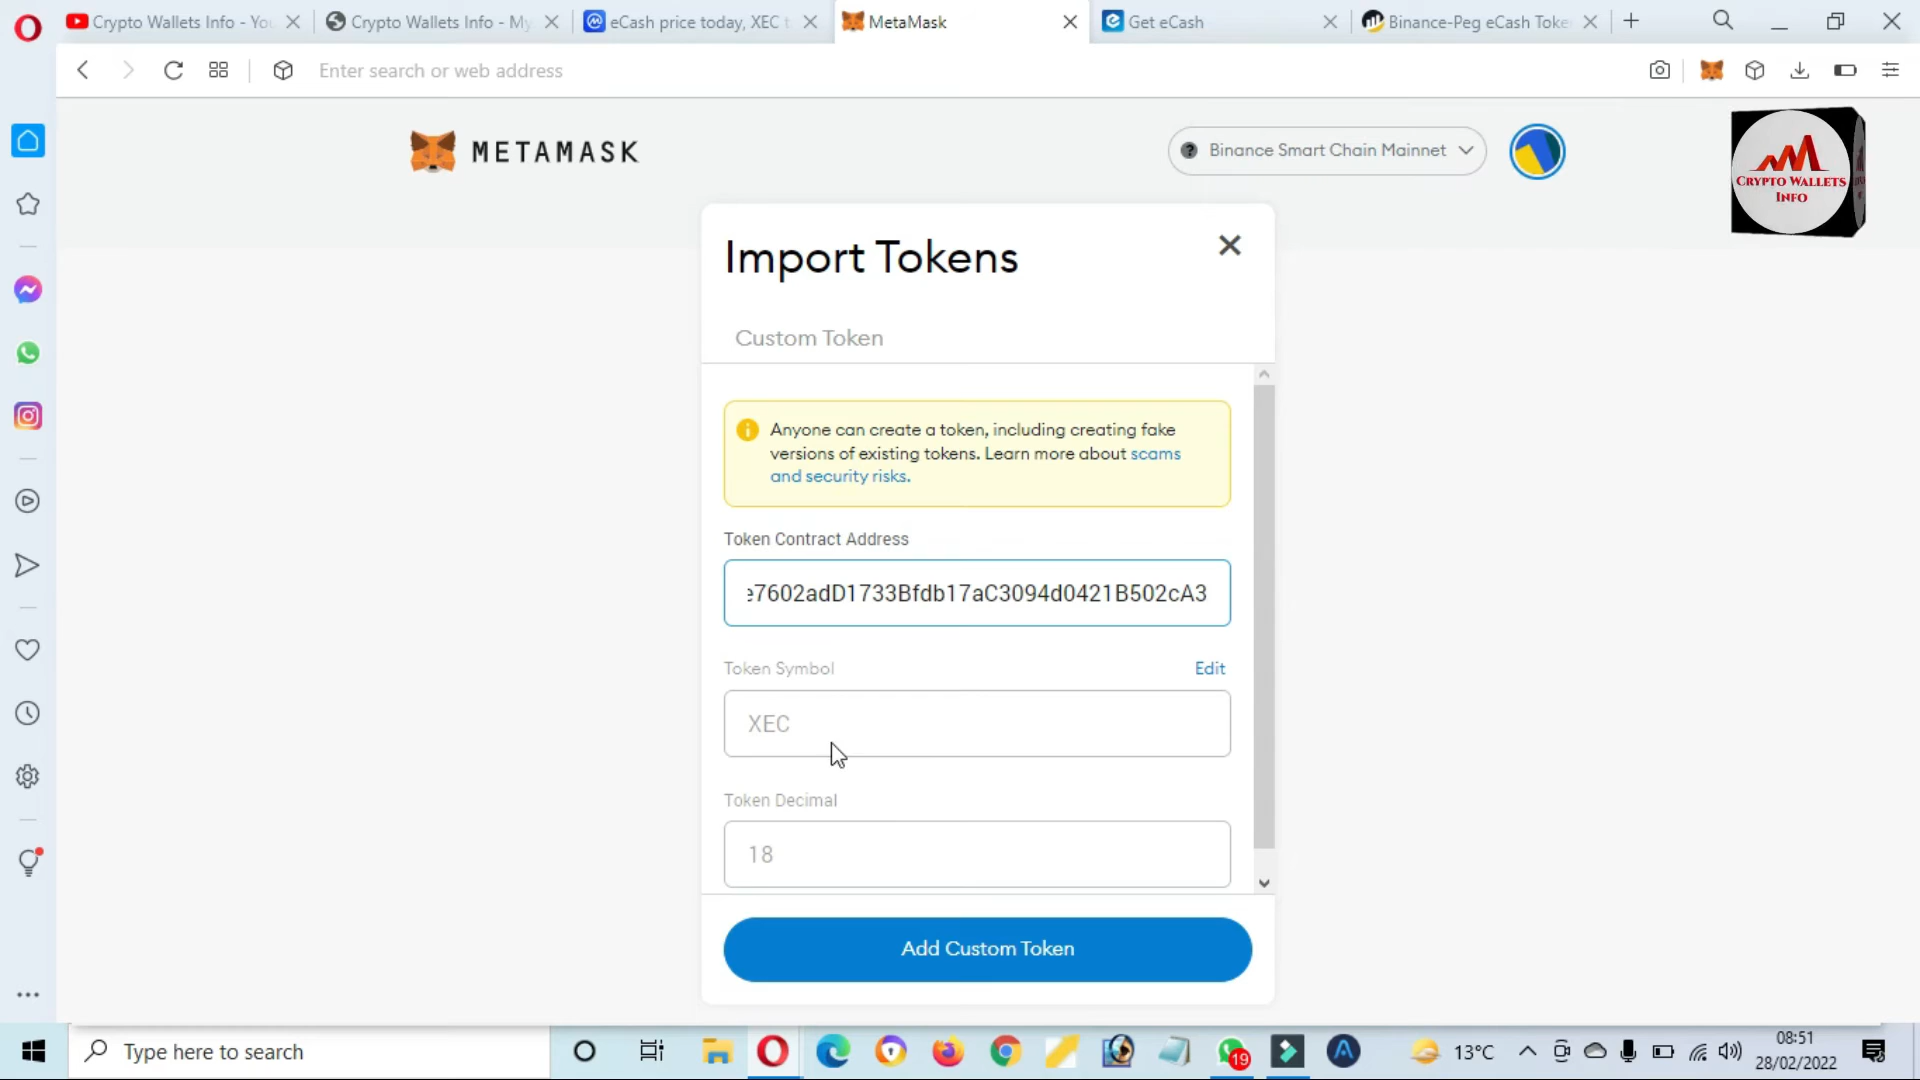 Crypto Wallets Info - You
Crypto Wallets Info - My
eCash price today, XEC t
MetaMask
Get eCash
Binance-Peg eCash Toke
Enter search or web address
METAMASK
Binance Smart Chain Mainnet
CRYPTO WALLETS
INFO
Import Tokens
Custom Token
Anyone can create a token, including creating fake
versions of existing tokens. Learn more about scams
and security risks.
Token Contract Address
e7602adD1733Bfdb17aC3094d0421B502cA3
Token Symbol
Edit
XEC
Token Decimal
18
Add Custom Token
Type here to search
19
13°C
08:51
28/02/2022